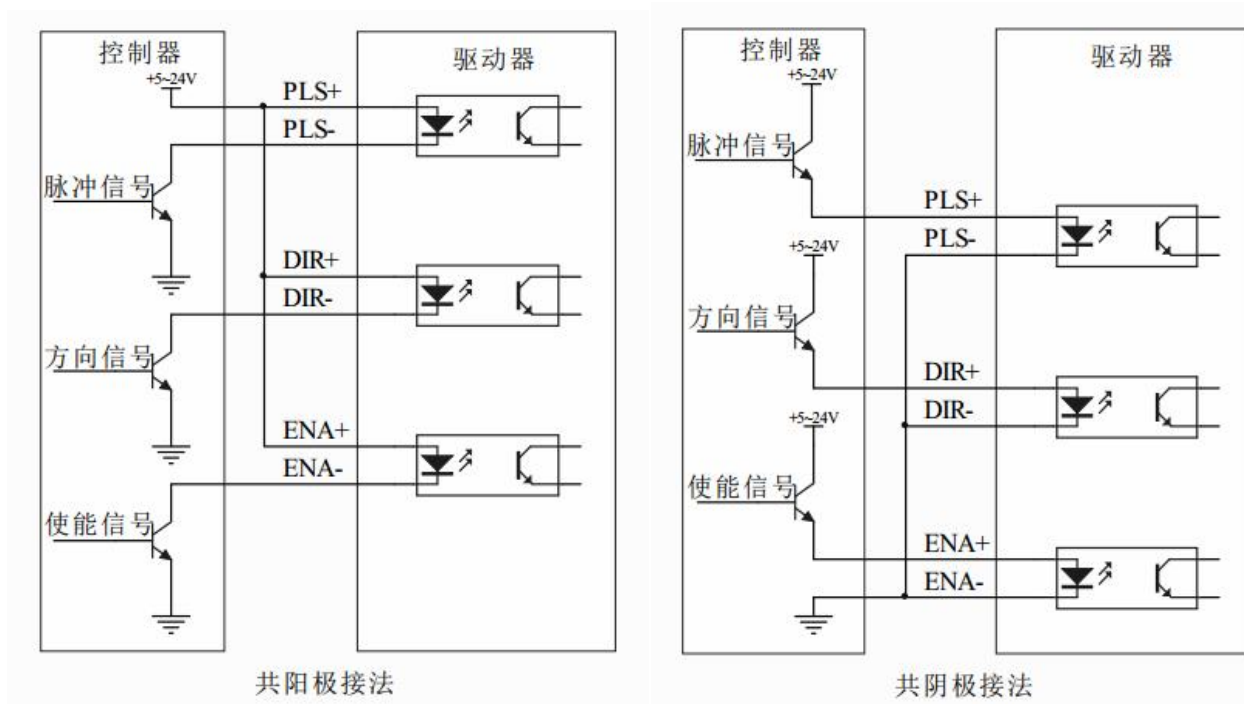 控制器
+5~24V
驱动器
PLS+
PLS-
脉冲信号
DIR+
DIR-
方向信号
ENA+
ENA-
使能信号
共阳极接法
控制器
+5~24V
驱动器
脉冲信号
PLS+
PLS-
+5~24V
方向信号
DIR+
DIR-
+5~24V
使能信号
ENA+
ENA-
共阴极接法